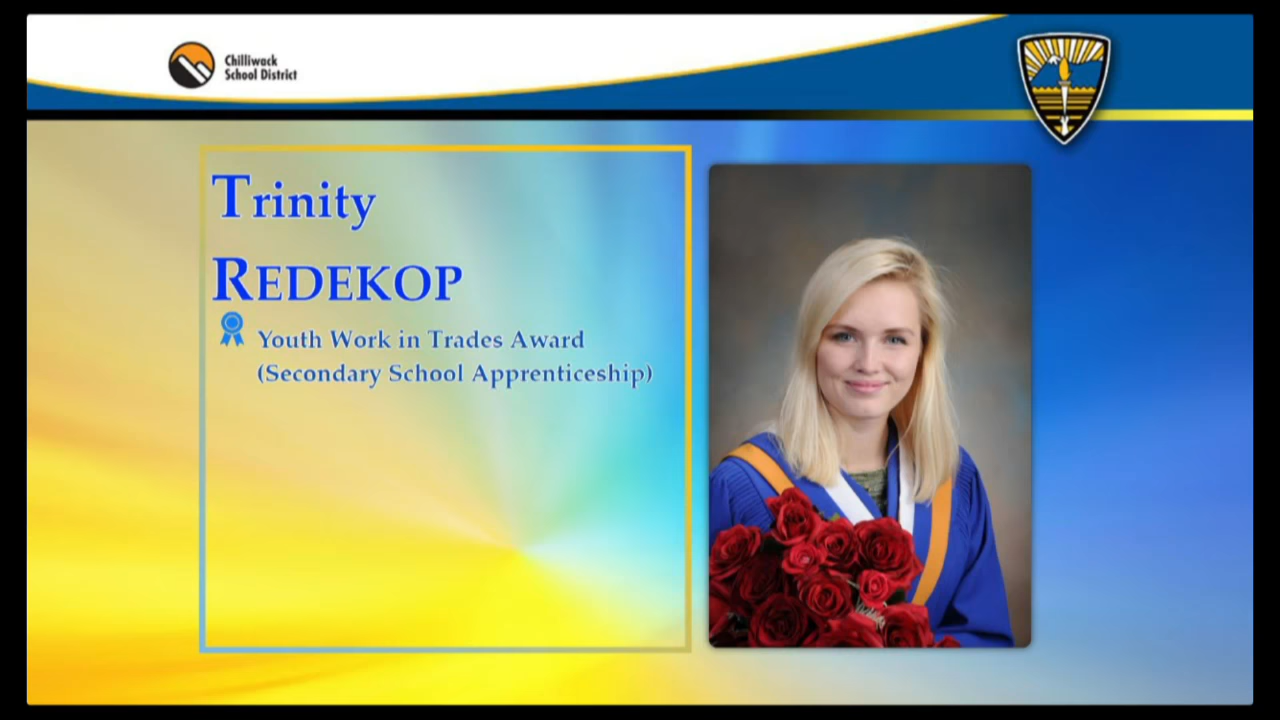 Chilliwack
School District
Trinity
REDEKOP
Youth Work in Trades Award
(Secondary School Apprenticeship)